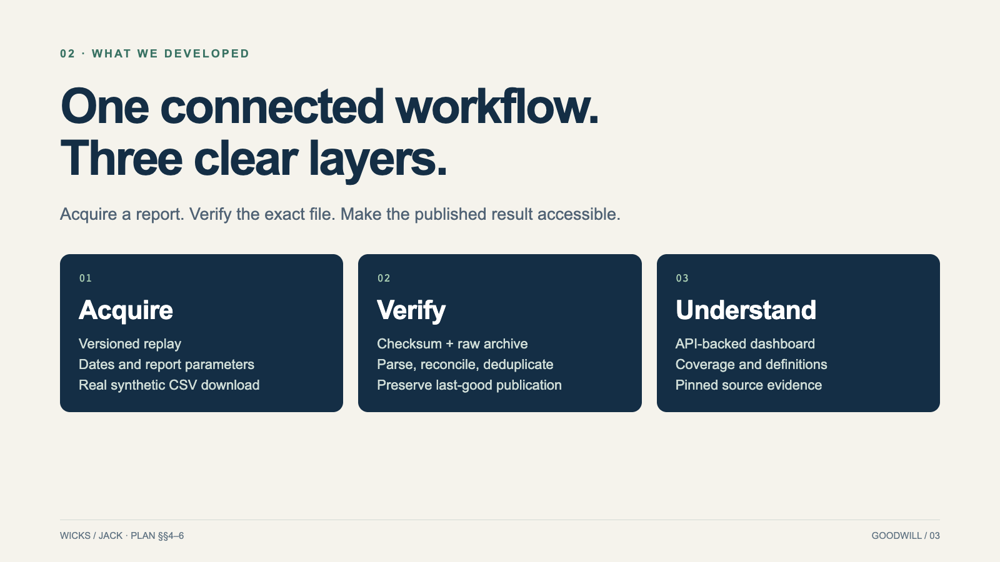 02 · WHAT WE DEVELOPED
One connected workflow.
Three clear layers.
Acquire a report. Verify the exact file. Make the published result accessible.
01
Acquire
Versioned replay
Dates and report parameters
Real synthetic CSV download
02
Verify
Checksum + raw archive
Parse, reconcile, deduplicate
Preserve last-good publication
03
Understand
API-backed dashboard
Coverage and definitions
Pinned source evidence
WICKS / JACK · PLAN §§4–6
GOODWILL / 03